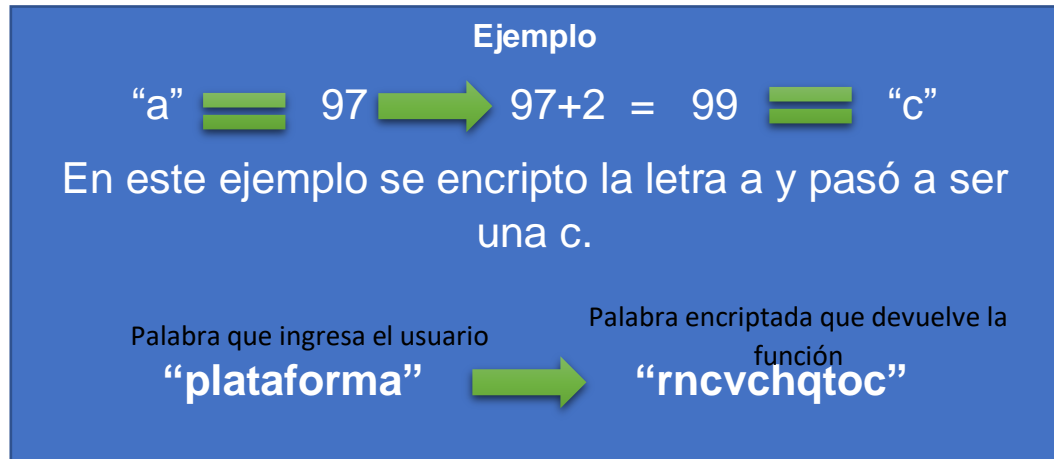 Ejemplo
“a” 97 97+2 = 99 “c”
En este ejemplo se encripto la letra a y pasó a ser
una c.
Palabra que ingresa el usuario
Palabra encriptada que devuelve la
función
“plataforma” “rncvchqtoc”